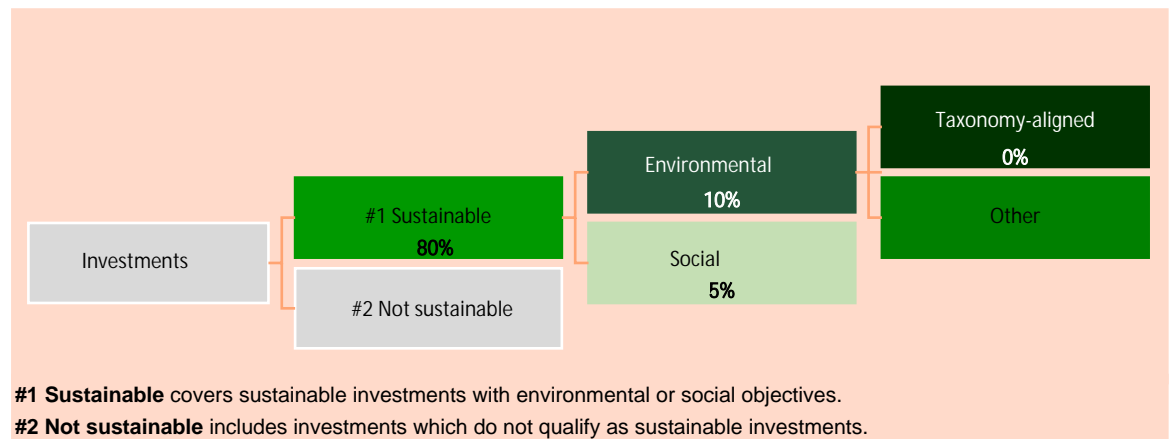 Taxonomy-aligned
0%
Environmental
10%
Other
#1 Sustainable
80%
Social
5%
Investments
#2 Not sustainable
#1 Sustainable covers sustainable investments with environmental or social objectives.
#2 Not sustainable includes investments which do not qualify as sustainable investments.